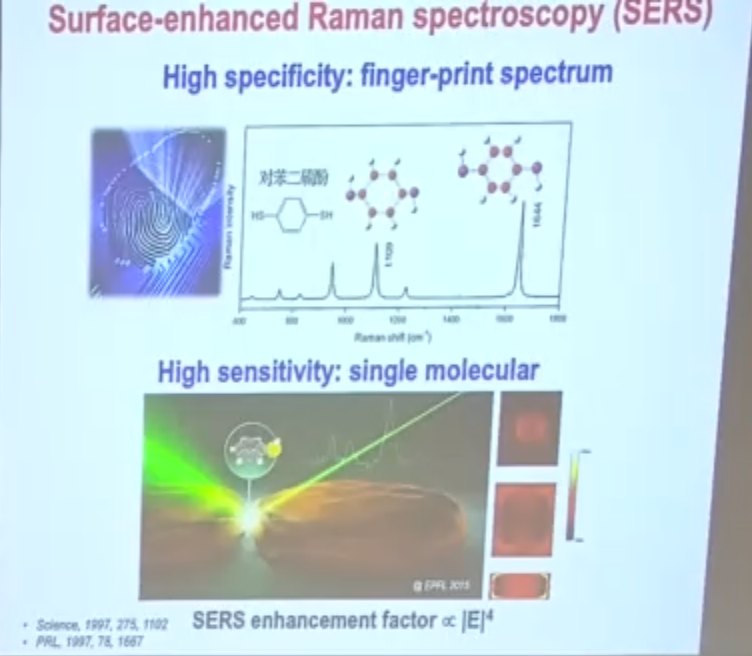 Surface-enhanced Raman spectroscopy (SERS)
High specificity: finger-print spectrum
对苯二硫酚
HS
SH
Raman Intensity
1109
1644
400
800
1000
1200
1400
1600
1800
Raman shift (cm⁻¹)
High sensitivity: single molecular
@ EPFL 2015
SERS enhancement factor ∝ |E|⁴
• Science, 1997, 275, 1102
• PRL, 1997, 78, 1667